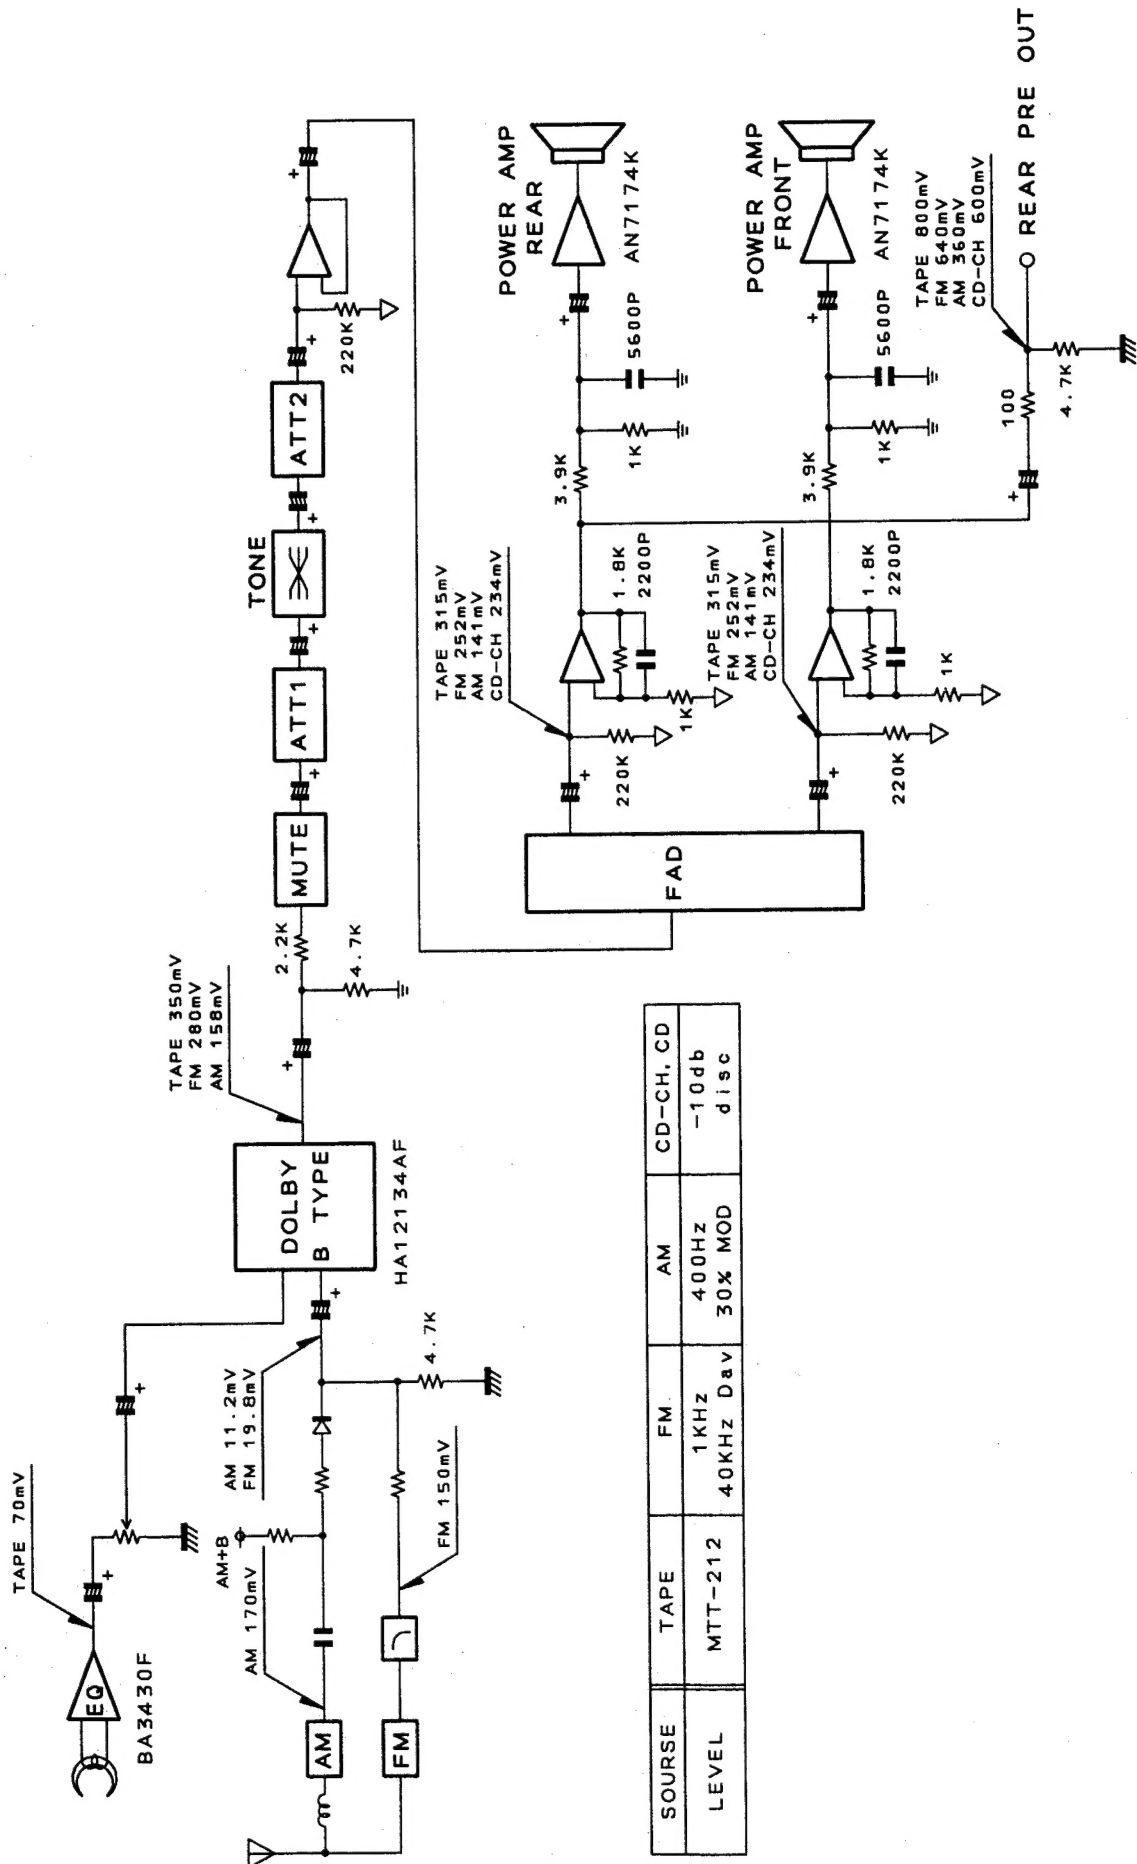 TAPE 70mV
EQ
BA3430F
AM 170mV
AM+B
AM
FM
FM 150mV
AM 11.2mV
FM 19.8mV
+
+
+
4.7K
DOLBY
B TYPE
HA12134AF
TAPE 350mV
FM 280mV
AM 158mV
+
4.7K
2.2K
MUTE
+
ATT1
+
TONE
+
ATT2
+
220K
+
FAD
+
220K
TAPE 315mV
FM 252mV
AM 141mV
CD-CH 234mV
1K
1.8K
2200P
3.9K
1K
5600P
+
POWER AMP
REAR
AN7174K
+
220K
TAPE 315mV
FM 252mV
AM 141mV
CD-CH 234mV
1K
1.8K
2200P
3.9K
1K
5600P
+
POWER AMP
FRONT
AN7174K
+
100
4.7K
TAPE 800mV
FM 640mV
AM 360mV
CD-CH 600mV
REAR PRE OUT
SOURSE TAPE FM AM CD-CH, CD
LEVEL MTT-212 1KHz 400Hz -10db
40KHz Dav 30% MOD disc